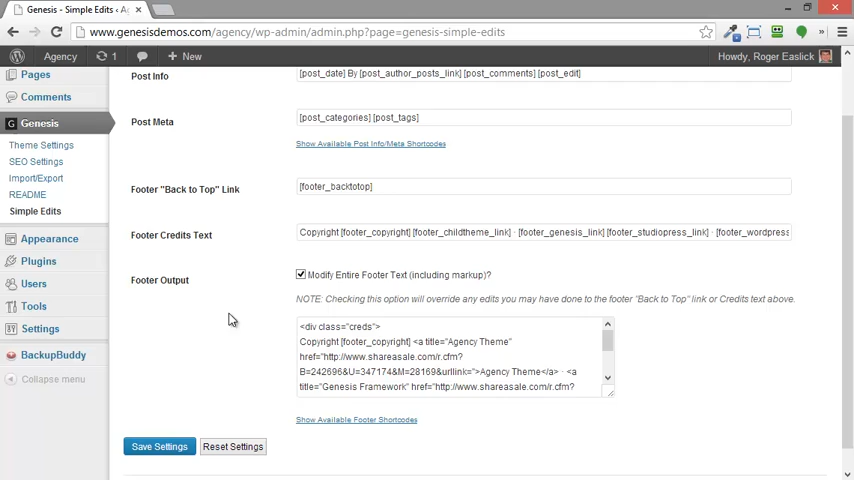 Genesis - Simple Edits ‹ Age
www.genesisdemos.com/agency/wp-admin/admin.php?page=genesis-simple-edits
Agency 1 + New Howdy, Roger Easlick
Pages
Comments
Genesis
Theme Settings
SEO Settings
Import/Export
README
Simple Edits
Appearance
Plugins
Users
Tools
Settings
BackupBuddy
Collapse menu
Post Info [post_date] By [post_author_posts_link] [post_comments] [post_edit]
Post Meta [post_categories] [post_tags]
Show Available Post Info/Meta Shortcodes
Footer "Back to Top" Link [footer_backtotop]
Footer Credits Text Copyright [footer_copyright] [footer_childtheme_link] · [footer_genesis_link] [footer_studiopress_link] · [footer_wordpress
Footer Output Modify Entire Footer Text (including markup)?
NOTE: Checking this option will override any edits you may have done to the footer "Back to Top" link or Credits text above.
<div class="creds">
Copyright [footer_copyright] <a title="Agency Theme"
href="http://www.shareasale.com/r.cfm?
B=242696&U=347174&M=28169&urllink=">Agency Theme</a> · <a
title="Genesis Framework" href="http://www.shareasale.com/r.cfm?
Show Available Footer Shortcodes
Save Settings Reset Settings